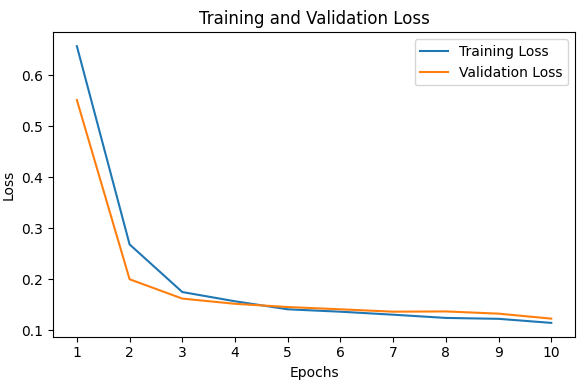 Training and Validation Loss
Training Loss
Validation Loss
Loss
0.6
0.5
0.4
0.3
0.2
0.1
1 2 3 4 5 6 7 8 9 10
Epochs